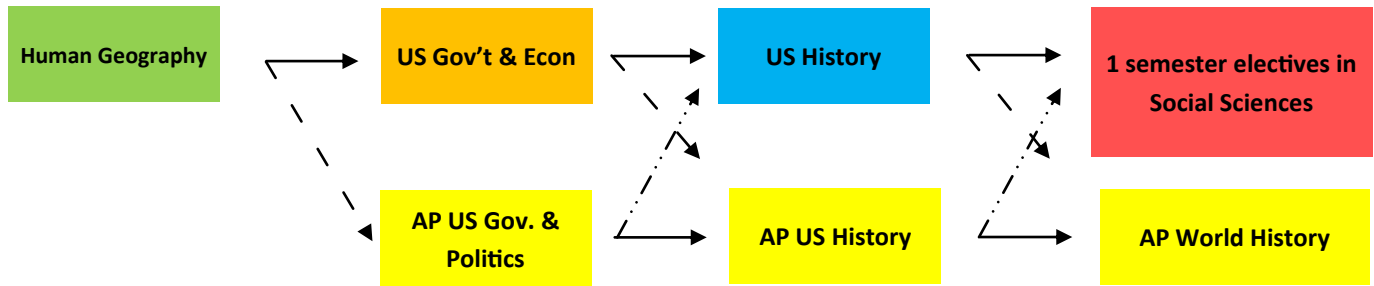 Human Geography
US Gov't & Econ
US History
1 semester electives in
Social Sciences
AP US Gov. &
Politics
AP US History
AP World History